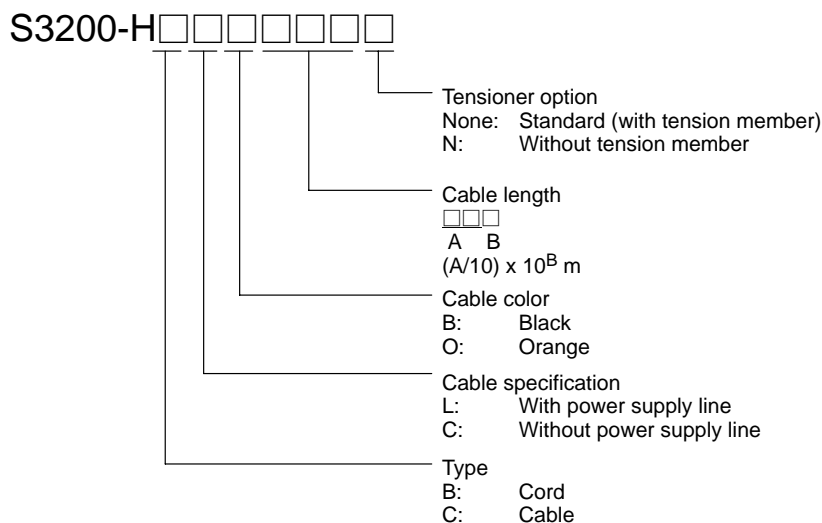 S3200-H□□□□□□□
Tensioner option
None: Standard (with tension member)
N: Without tension member
Cable length
□□□
A B
(A/10) x 10B m
Cable color
B: Black
O: Orange
Cable specification
L: With power supply line
C: Without power supply line
Type
B: Cord
C: Cable